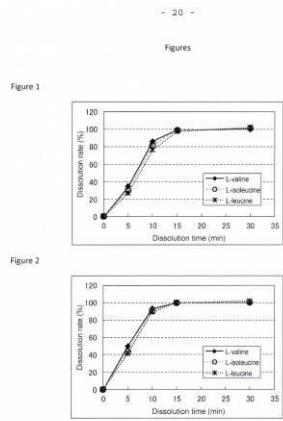 - 20 -
Figures
Figure 1
120
100
80
60
40
20
0
Dissolution rate (%)
L-valine
L-isoleucine
L-leucine
0 5 10 15 20 25 30 35
Dissolution time (min)
Figure 2
120
100
80
60
40
20
0
Dissolution rate (%)
L-valine
L-isoleucine
L-leucine
0 5 10 15 20 25 30 35
Dissolution time (min)